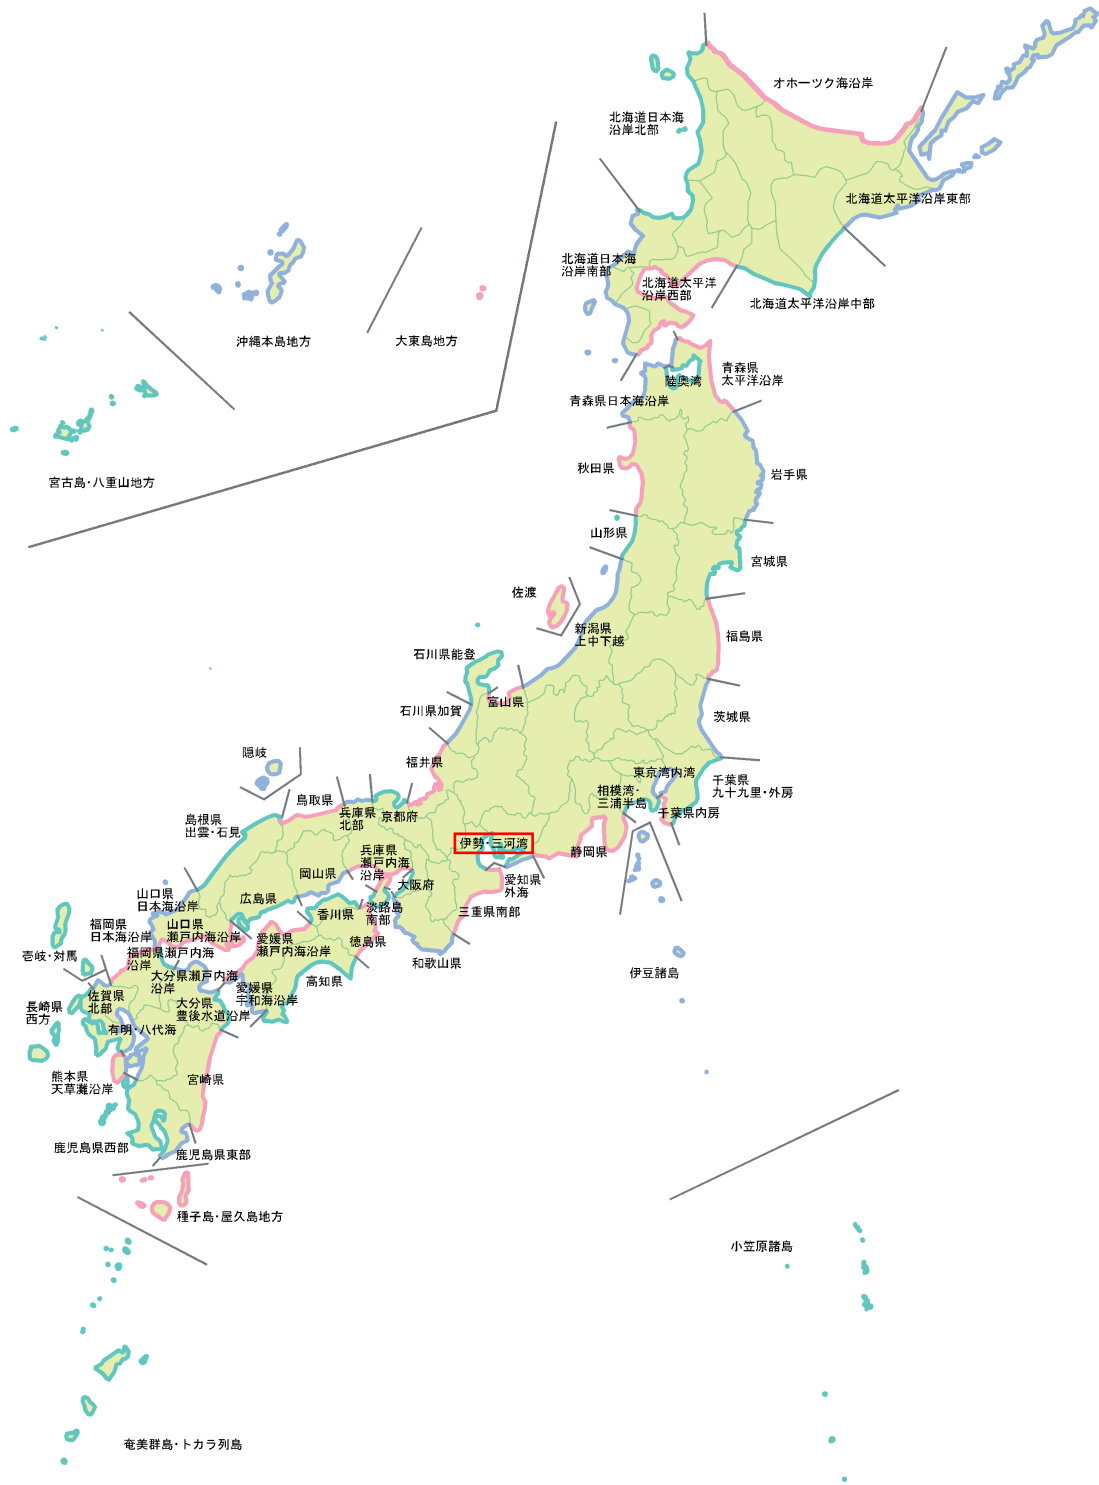 オホーツク海沿岸
北海道日本海
沿岸北部
北海道太平洋沿岸東部
北海道日本海
沿岸南部
北海道太平洋
沿岸西部
北海道太平洋沿岸中部
沖縄本島地方
大東島地方
青森県
太平洋沿岸
陸奥湾
青森県日本海沿岸
秋田県
岩手県
宮古島・八重山地方
山形県
宮城県
佐渡
新潟県
上中下越
福島県
石川県能登
富山県
石川県加賀
茨城県
隠岐
福井県
東京湾内湾
千葉県
九十九里・外房
相模湾・
三浦半島
千葉県内房
鳥取県
兵庫県
北部
京都府
島根県
出雲・石見
伊勢・三河湾
静岡県
兵庫県
瀬戸内海
沿岸
岡山県
大阪府
愛知県
外海
山口県
日本海沿岸
広島県
香川県
淡路島
南部
三重県南部
福岡県
日本海沿岸
山口県
瀬戸内海沿岸
愛媛県
瀬戸内海沿岸
徳島県
壱岐・対馬
福岡県瀬戸内海
沿岸
和歌山県
大分県瀬戸内海
沿岸
高知県
伊豆諸島
佐賀県
北部
愛媛県
宇和海沿岸
長崎県
西方
大分県
豊後水道沿岸
有明・八代海
熊本県
天草灘沿岸
宮崎県
鹿児島県西部
鹿児島県東部
種子島・屋久島地方
小笠原諸島
奄美群島・トカラ列島